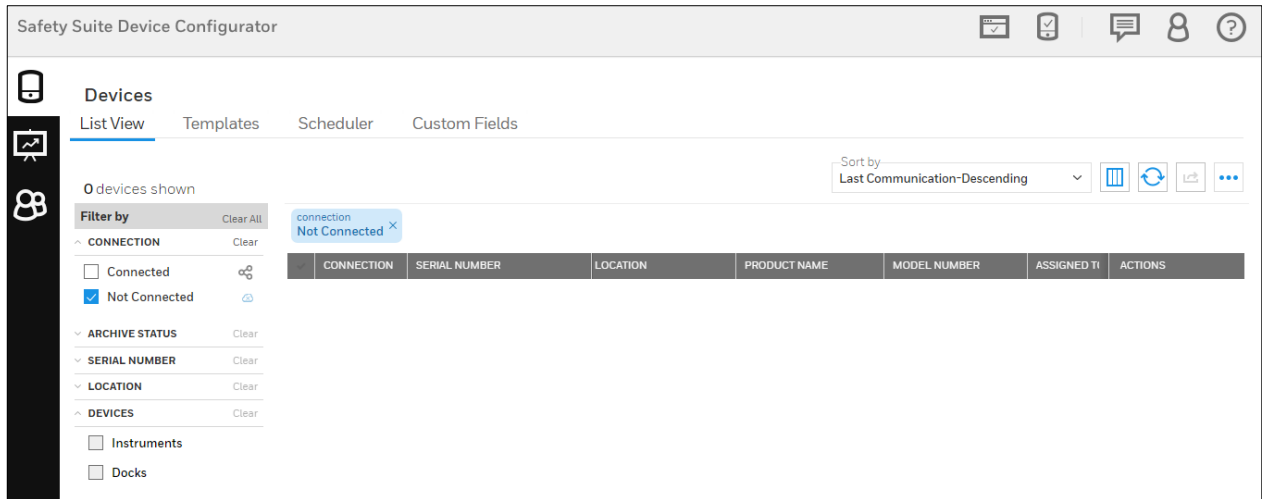 Safety Suite Device Configurator
Devices
List View Templates Scheduler Custom Fields
Sort by
Last Communication-Descending
0 devices shown
Filter by Clear All
CONNECTION Clear
Connected
Not Connected
ARCHIVE STATUS Clear
SERIAL NUMBER Clear
LOCATION Clear
DEVICES Clear
Instruments
Docks
connection
Not Connected
CONNECTION SERIAL NUMBER LOCATION PRODUCT NAME MODEL NUMBER ASSIGNED T ACTIONS